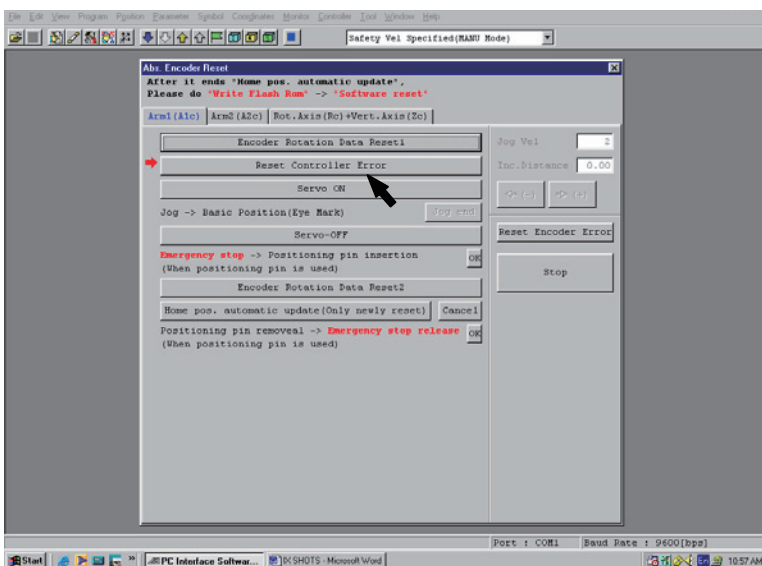 File Edit View Program Position Parameter Symbol Coordinates Monitor Controller Tool Window Help
Safety Vel Specified(MANU Mode)
Abs. Encoder Reset
After it ends "Home pos. automatic update",
Please do "Write Flash Rom" -> "Software reset"
Arm1(A1c) Arm2(A2c) Rot.Axis(Rc)+Vert.Axis(Zc)
Encoder Rotation Data Reset1
Jog Vel 2
Reset Controller Error
Inc.Distance 0.00
Servo ON
<- (-) -> (+)
Jog -> Basic Position(Eye Mark) Jog end
Servo-OFF
Reset Encoder Error
Emergency stop -> Positioning pin insertion
(When positioning pin is used) OK
Stop
Encoder Rotation Data Reset2
Home pos. automatic update(Only newly reset) Cancel
Positioning pin removeal -> Emergency stop release
(When positioning pin is used) OK
Port : COM1 Baud Rate : 9600[bps]
Start PC Interface Softwar... IX SHOTS - Microsoft Word En 10:57 AM